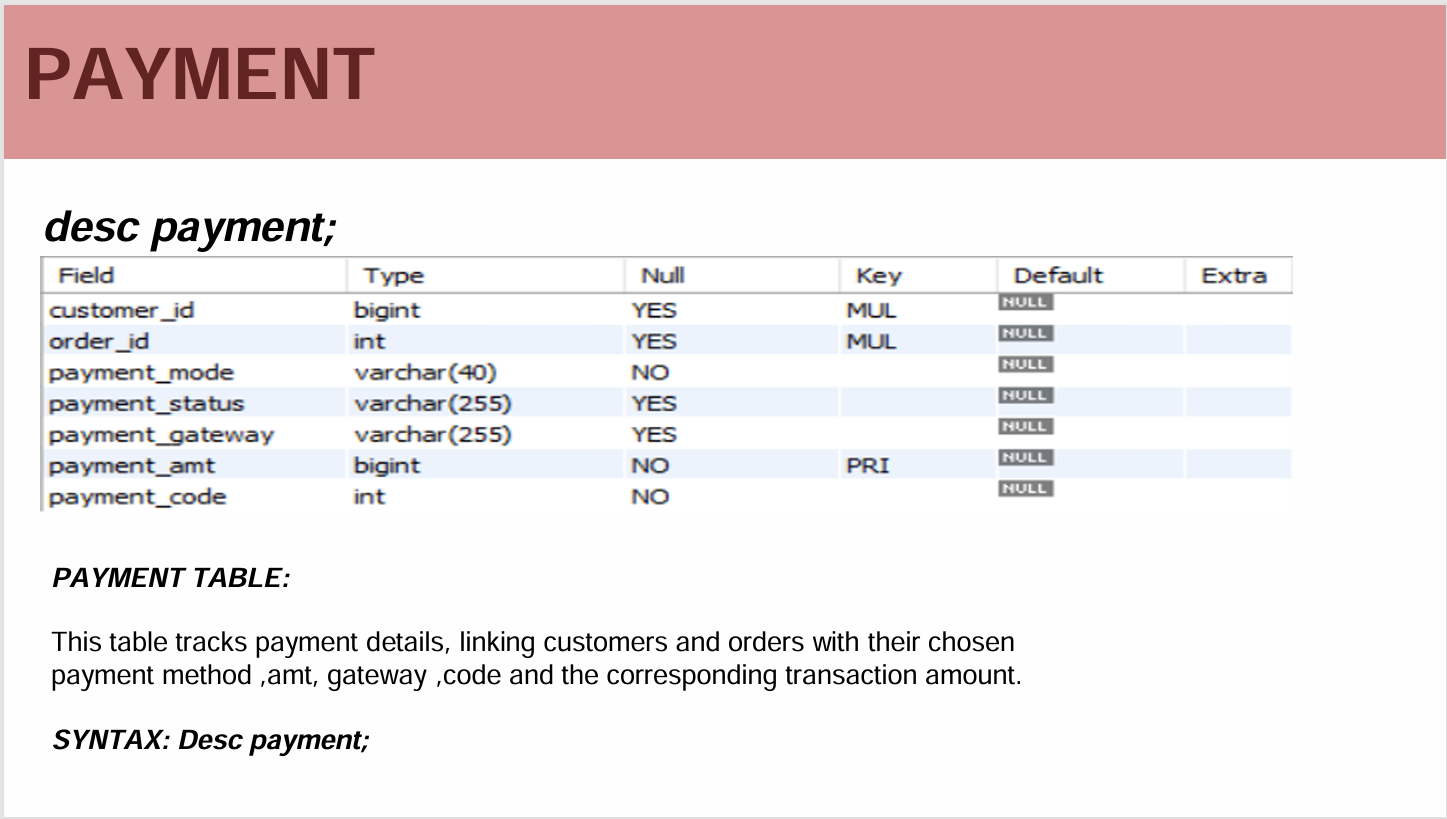 PAYMENT
desc payment;
Field Type Null Key Default Extra
customer_id bigint YES MUL NULL
order_id int YES MUL NULL
payment_mode varchar(40) NO NULL
payment_status varchar(255) YES NULL
payment_gateway varchar(255) YES NULL
payment_amt bigint NO PRI NULL
payment_code int NO NULL
PAYMENT TABLE:
This table tracks payment details, linking customers and orders with their chosen
payment method ,amt, gateway ,code and the corresponding transaction amount.
SYNTAX: Desc payment;